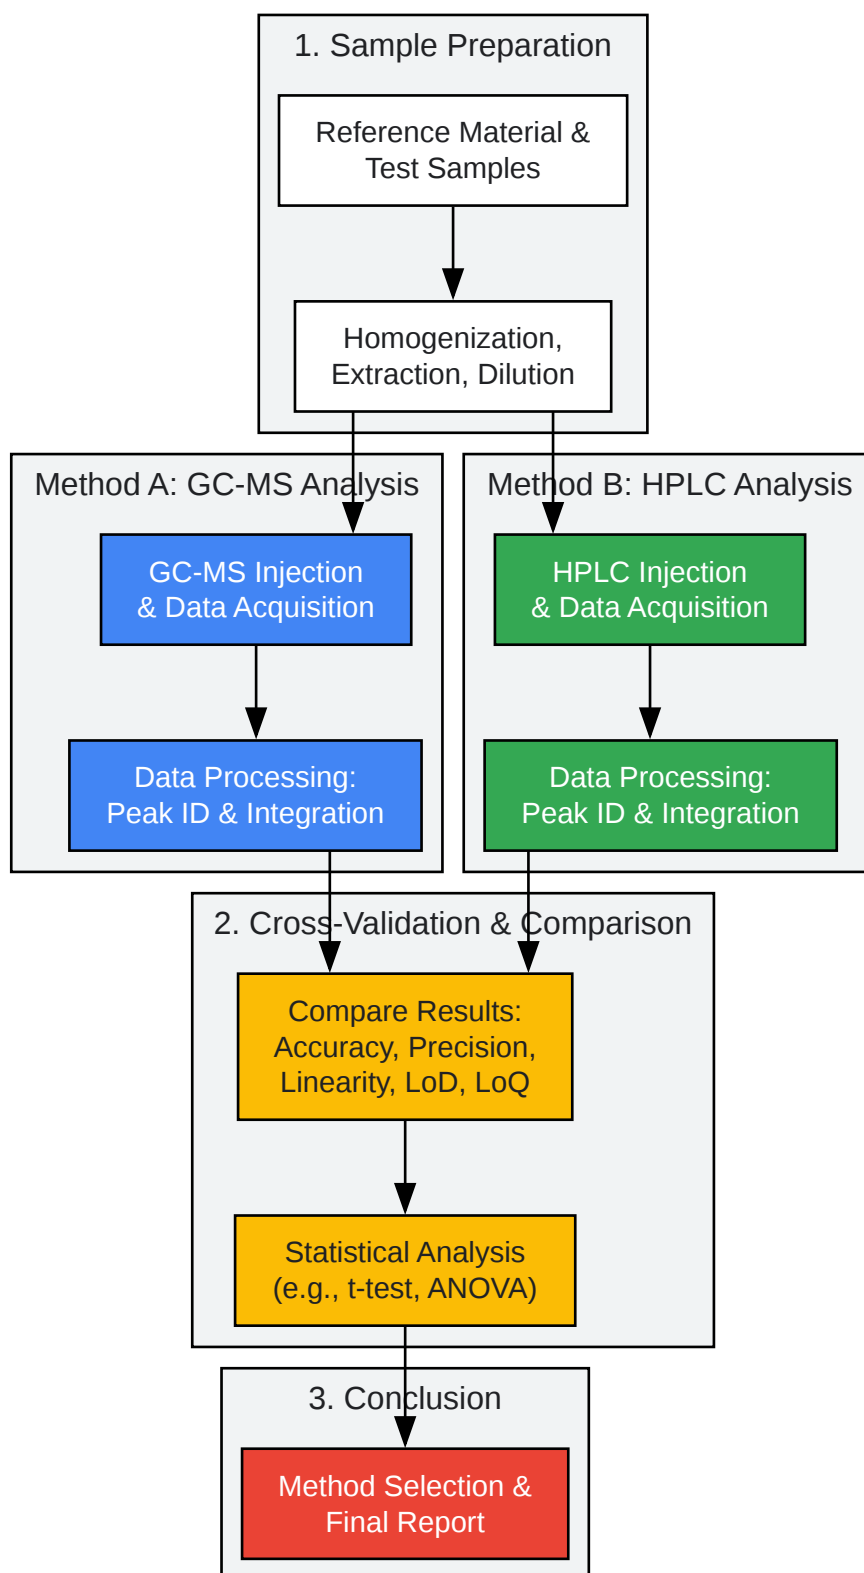 1. Sample Preparation
Reference Material &
Test Samples
Homogenization,
Extraction, Dilution
Method A: GC-MS Analysis
GC-MS Injection
& Data Acquisition
Data Processing:
Peak ID & Integration
Method B: HPLC Analysis
HPLC Injection
& Data Acquisition
Data Processing:
Peak ID & Integration
2. Cross-Validation & Comparison
Compare Results:
Accuracy, Precision,
Linearity, LoD, LoQ
Statistical Analysis
(e.g., t-test, ANOVA)
3. Conclusion
Method Selection &
Final Report